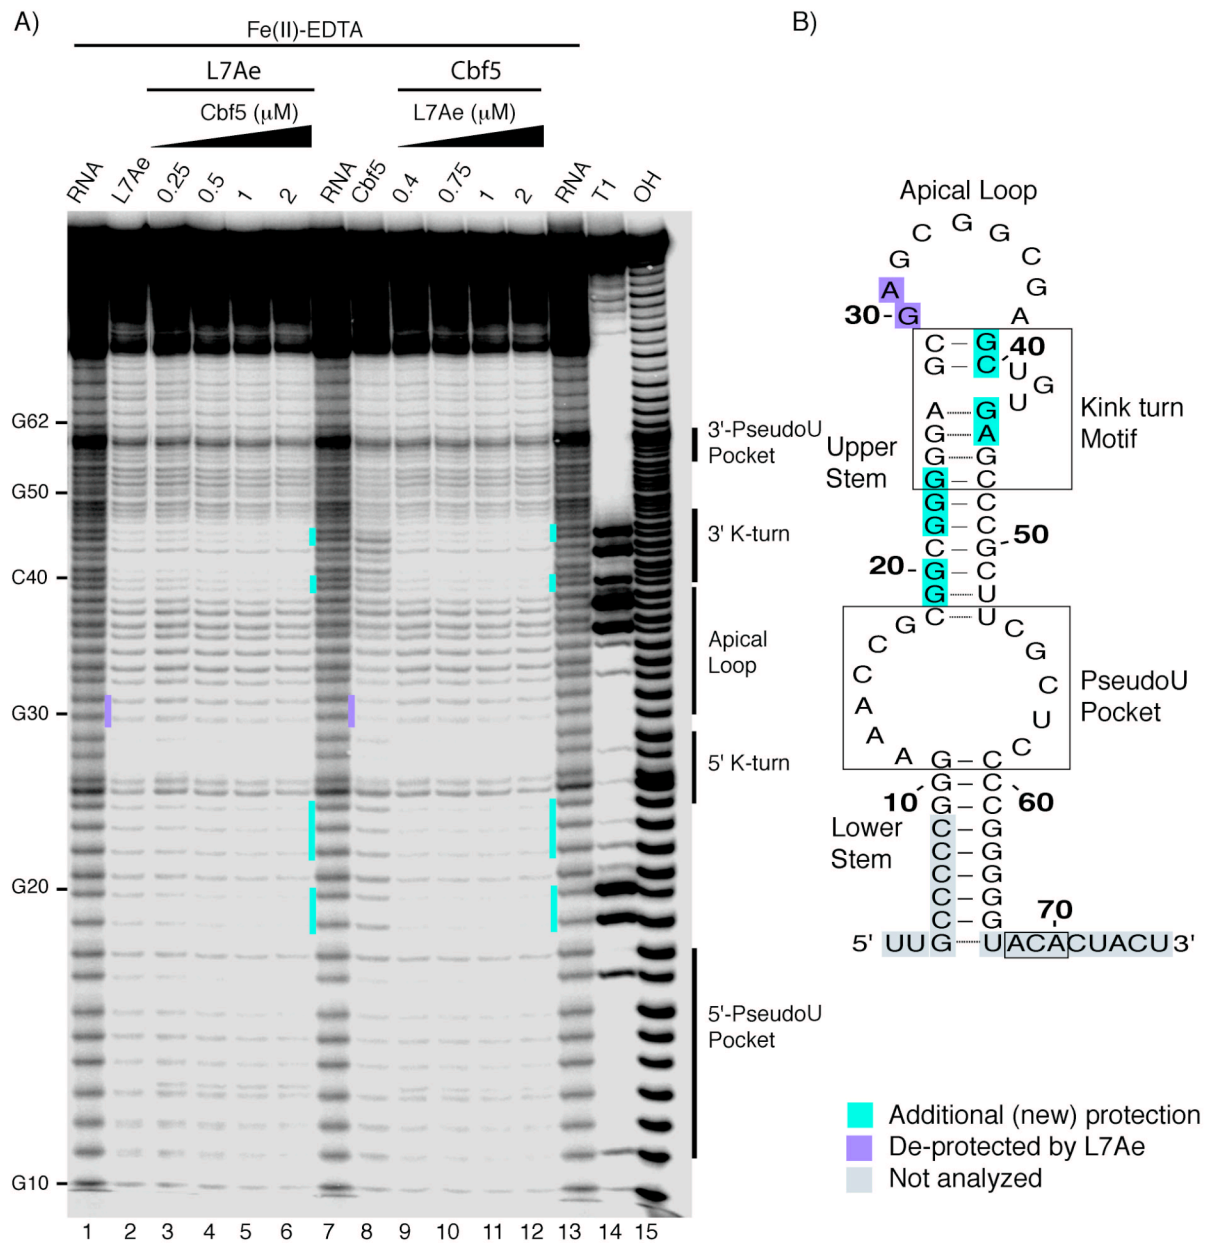 A)
Fe(II)-EDTA
L7Ae
Cbf5
Cbf5 (μM)
L7Ae (μM)
RNA L7Ae 0.25 0.5 1 2 RNA Cbf5 0.4 0.75 1 2 RNA T1 OH
G62
G50
C40
G30
G20
G10
3'-PseudoU
Pocket
3' K-turn
Apical
Loop
5' K-turn
5'-PseudoU
Pocket
1 2 3 4 5 6 7 8 9 10 11 12 13 14 15
B)
Apical Loop
G
C G
G C
A G
30 G A
C G 40
G C U
G
U
A G
G A
G G
G C
G C
C G 50
20 G C
G U
C U
G C
C G
C C
A U
A C
A
G C
10 G C 60
G C
C G
C G
C G
C G
C G
70
5' UUG UACACUACU3'
Kink turn
Motif
Upper
Stem
PseudoU
Pocket
Lower
Stem
Additional (new) protection
De-protected by L7Ae
Not analyzed